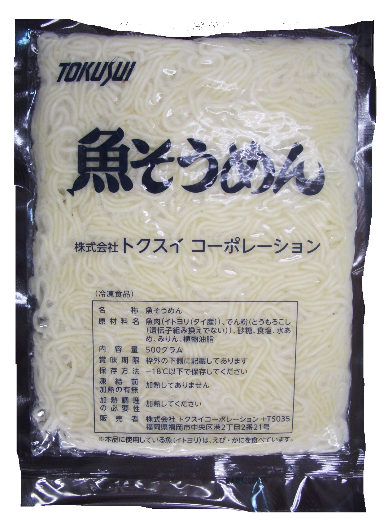 TOKUSUI
魚そうめん
株式会社トクスイ コーポレーション
(冷凍食品)
名 称 魚そうめん
原材料名 魚肉(イトヨリ(タイ産))、でん粉(とうもろこし
(遺伝子組み換えでない))、砂糖、食塩、水あ
め、みりん、植物油脂
内容量 500グラム
賞味期限 枠外の下欄に記載してあります
保存方法 −18℃以下で保存してください
凍結前加熱の有無 加熱してありません
加熱調理の必要性 加熱してください
販売者 株式会社トクスイコーポレーション +75035
福岡県福岡市中央区港2丁目2番21号
※本品に使用している魚(イトヨリ)は、えび・かにを食べています。